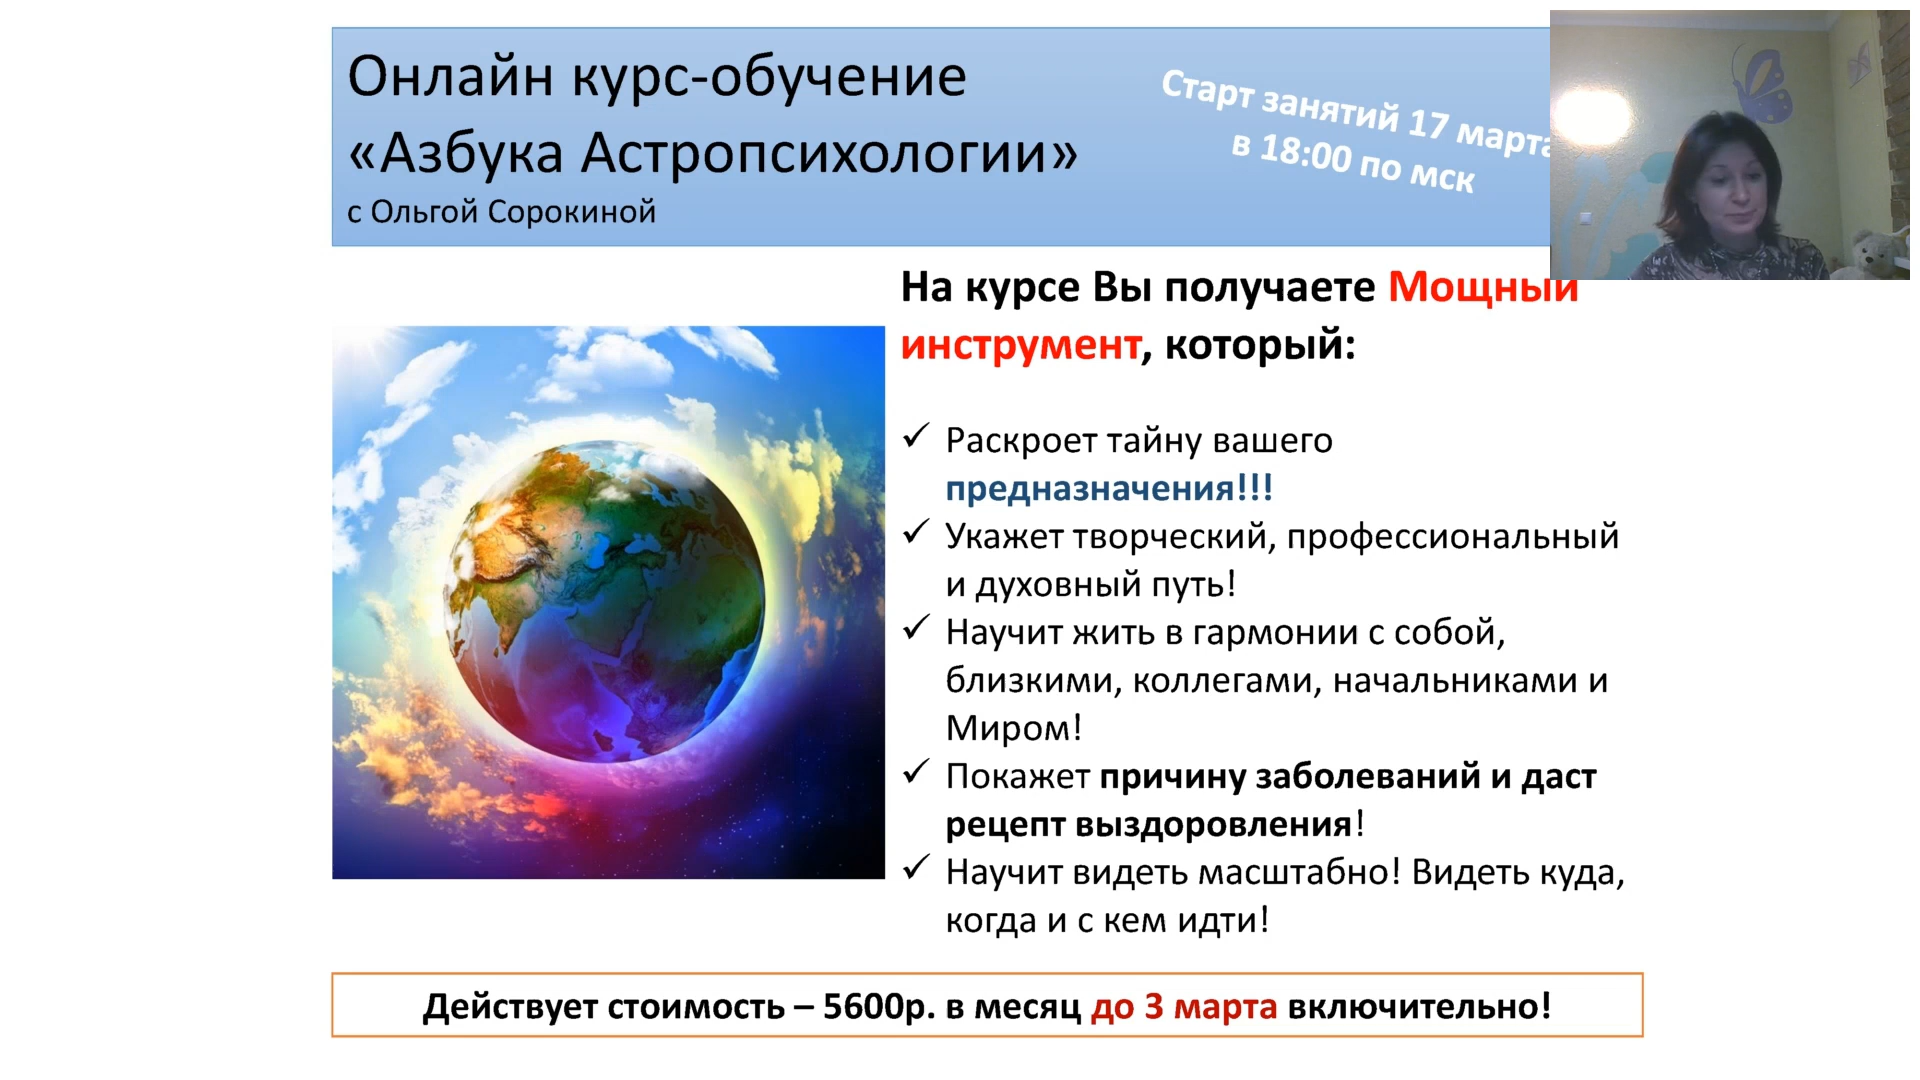 Онлайн курс-обучение
«Азбука Астропсихологии»
с Ольгой Сорокиной
Старт занятий 17 марта
в 18:00 по мск
На курсе Вы получаете Мощный
инструмент, который:
✓ Раскроет тайну вашего
предназначения!!!
✓ Укажет творческий, профессиональный
и духовный путь!
✓ Научит жить в гармонии с собой,
близкими, коллегами, начальниками и
Миром!
✓ Покажет причину заболеваний и даст
рецепт выздоровления!
✓ Научит видеть масштабно! Видеть куда,
когда и с кем идти!
Действует стоимость – 5600р. в месяц до 3 марта включительно!